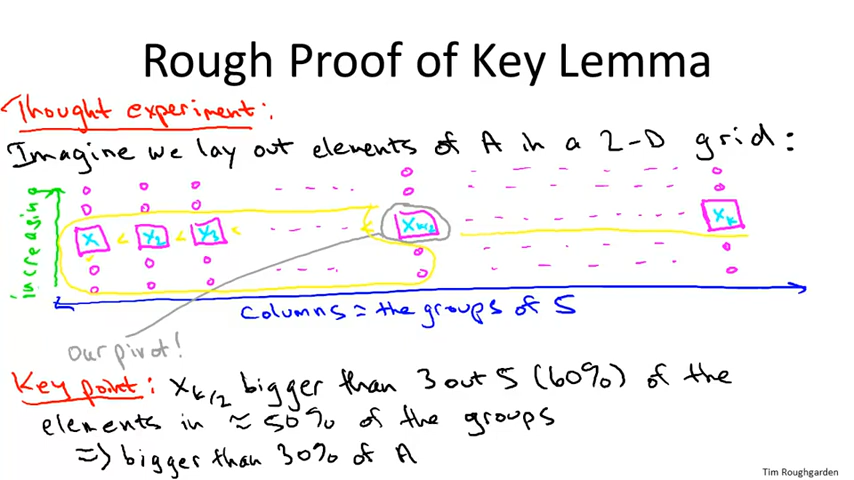 Rough Proof of Key Lemma
Thought experiment:
Imagine we lay out elements of A in a 2-D grid:
increasing
x₁ < x₂ < x₃ xₖ/₂ xₖ
columns = the groups of 5
our pivot!
Key point: xₖ/₂ bigger than 3 out 5 (60%) of the
elements in ≈ 50% of the groups
=> bigger than 30% of A
Tim Roughgarden